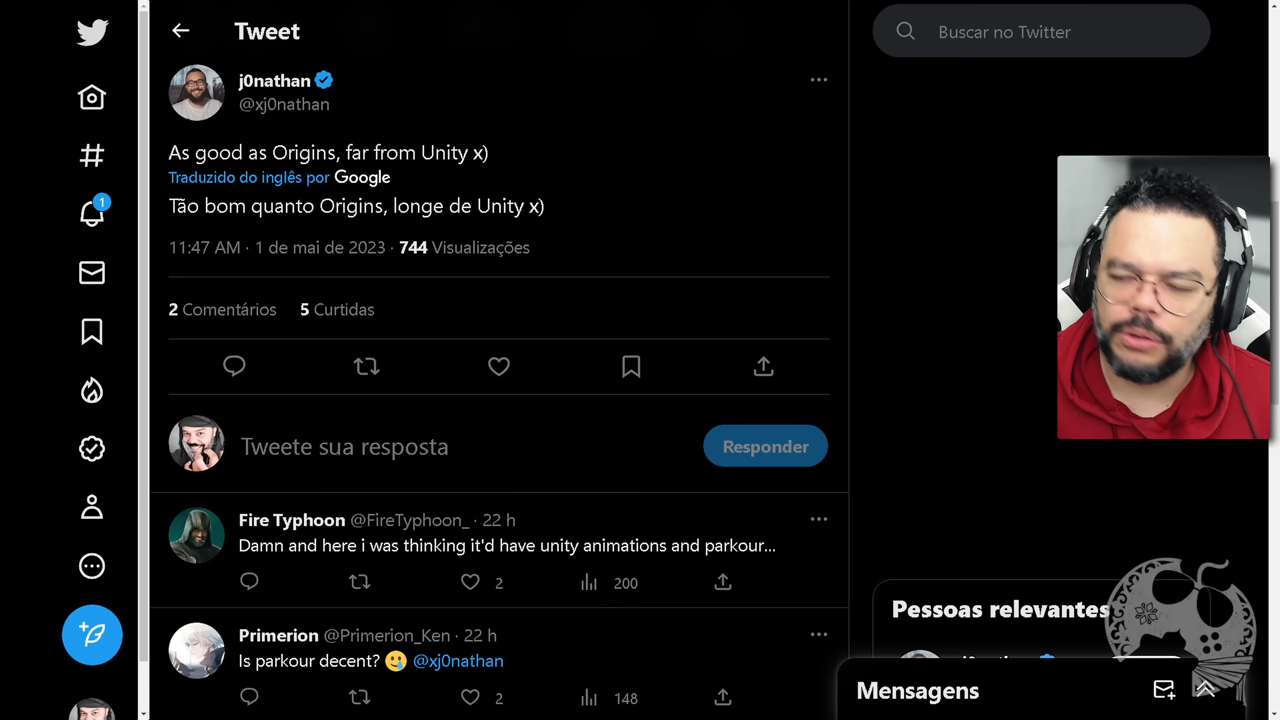 Tweet
Buscar no Twitter
j0nathan
@xj0nathan
As good as Origins, far from Unity x)
Traduzido do inglês por Google
Tão bom quanto Origins, longe de Unity x)
11:47 AM · 1 de mai de 2023 · 744 Visualizações
2 Comentários 5 Curtidas
1
Tweete sua resposta
Responder
Fire Typhoon @FireTyphoon_ · 22 h
Damn and here i was thinking it'd have unity animations and parkour...
2 200
Primerion @Primerion_Ken · 22 h
Is parkour decent? 🥲 @xj0nathan
2 148
Pessoas relevantes
Mensagens